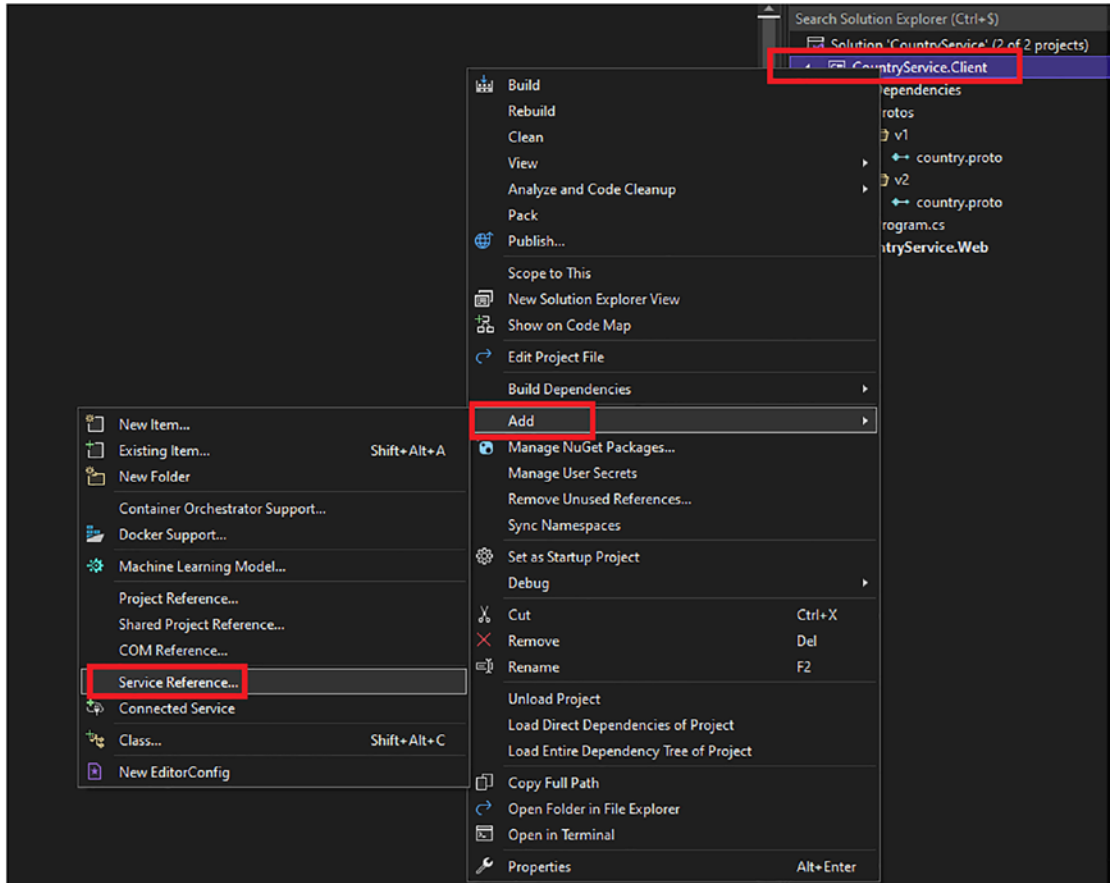 Search Solution Explorer (Ctrl+$)
Solution 'CountryService' (2 of 2 projects)
CountryService.Client
ependencies
rotos
v1
country.proto
v2
country.proto
rogram.cs
ntryService.Web
Build
Rebuild
Clean
View
Analyze and Code Cleanup
Pack
Publish...
Scope to This
New Solution Explorer View
Show on Code Map
Edit Project File
Build Dependencies
Add
Manage NuGet Packages...
Manage User Secrets
Remove Unused References...
Sync Namespaces
Set as Startup Project
Debug
Cut Ctrl+X
Remove Del
Rename F2
Unload Project
Load Direct Dependencies of Project
Load Entire Dependency Tree of Project
Copy Full Path
Open Folder in File Explorer
Open in Terminal
Properties Alt+Enter
New Item...
Existing Item... Shift+Alt+A
New Folder
Container Orchestrator Support...
Docker Support...
Machine Learning Model...
Project Reference...
Shared Project Reference...
COM Reference...
Service Reference...
Connected Service
Class... Shift+Alt+C
New EditorConfig